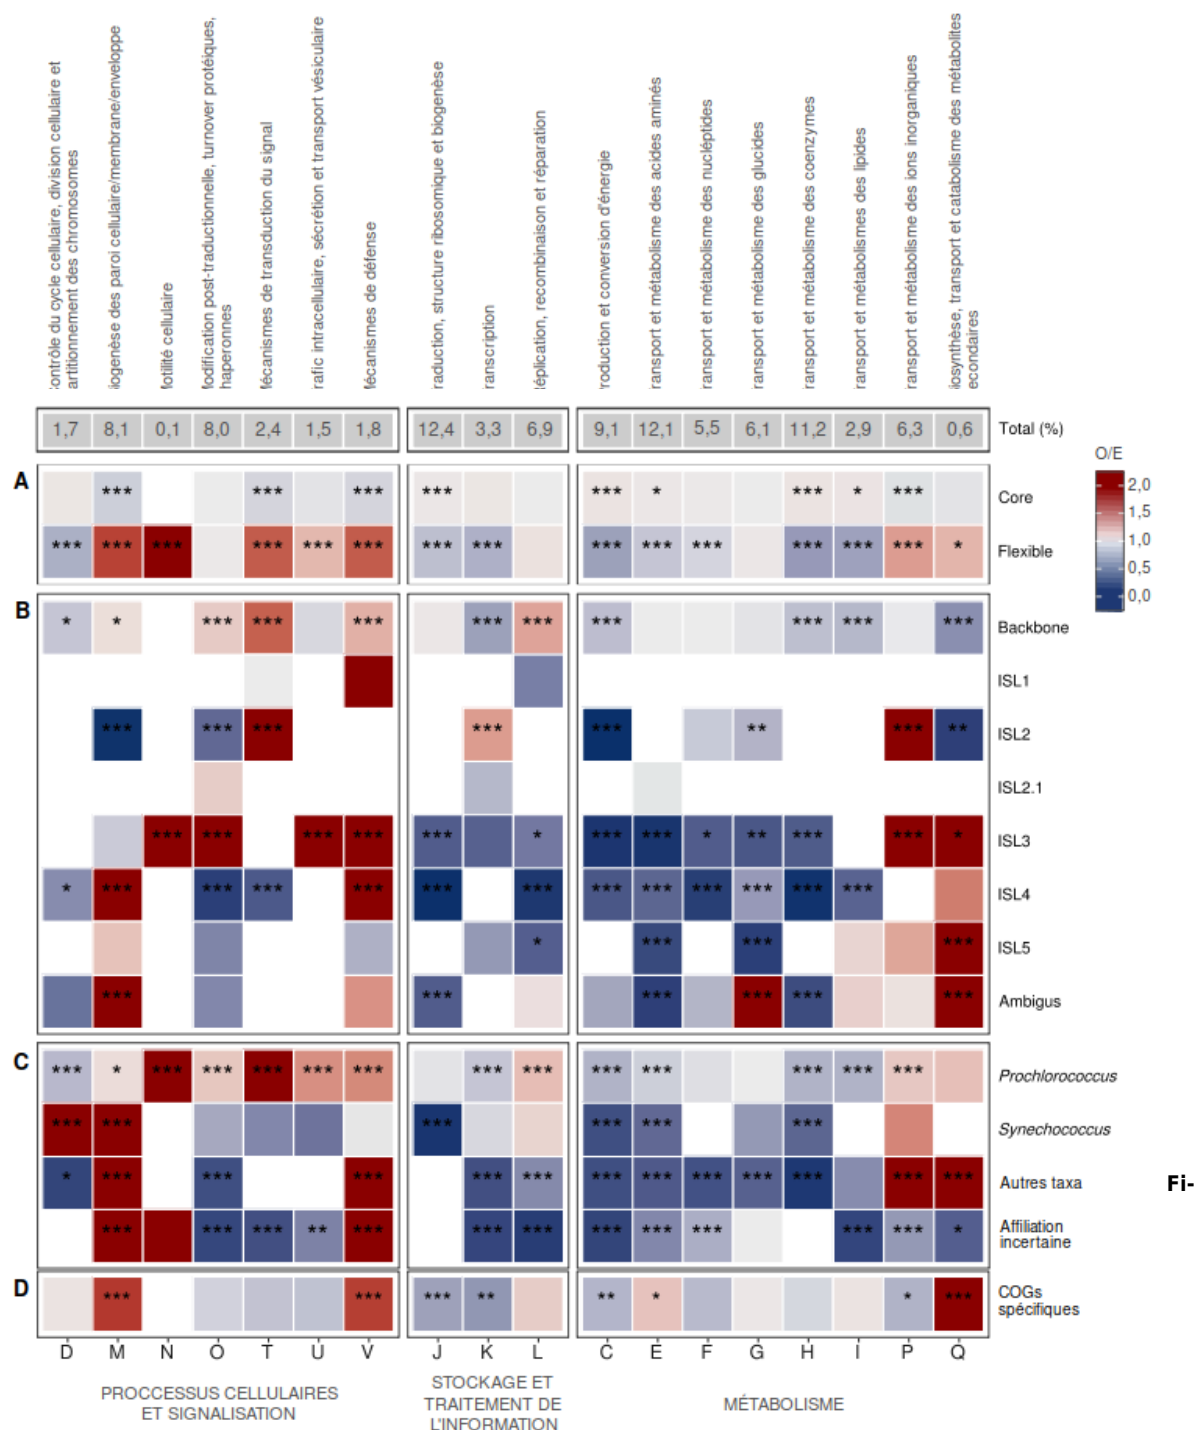 ontrôle du cycle cellulaire, division cellulaire et
artitionnement des chromosomes
iogenèse des paroi cellulaire/membrane/enveloppe
otilité cellulaire
odification post-traductionnelle, turnover protéiques,
haperonnes
écanismes de transduction du signal
rafic intracellulaire, sécrétion et transport vésiculaire
écanismes de défense
raduction, structure ribosomique et biogenèse
ranscription
éplication, recombinaison et réparation
roduction et conversion d'énergie
ransport et métabolisme des acides aminés
ransport et métabolisme des nucléptides
ransport et métabolisme des glucides
ransport et métabolisme des coenzymes
ransport et métabolismes des lipides
ransport et métabolisme des ions inorganiques
iosynthèse, transport et catabolisme des métabolites
econdaires
1,7 8,1 0,1 8,0 2,4 1,5 1,8 12,4 3,3 6,9 9,1 12,1 5,5 6,1 11,2 2,9 6,3 0,6 Total (%)
O/E
2,0
1,5
1,0
0,5
0,0
A
Core
Flexible
B
Backbone
ISL1
ISL2
ISL2.1
ISL3
ISL4
ISL5
Ambigus
C
Prochlorococcus
Synechococcus
Autres taxa
Affiliation
incertaine
D
COGs
spécifiques
Fi-
D M N O T U V J K L C E F G H I P Q
PROCCESSUS CELLULAIRES
ET SIGNALISATION
STOCKAGE ET
TRAITEMENT DE
L'INFORMATION
MÉTABOLISME